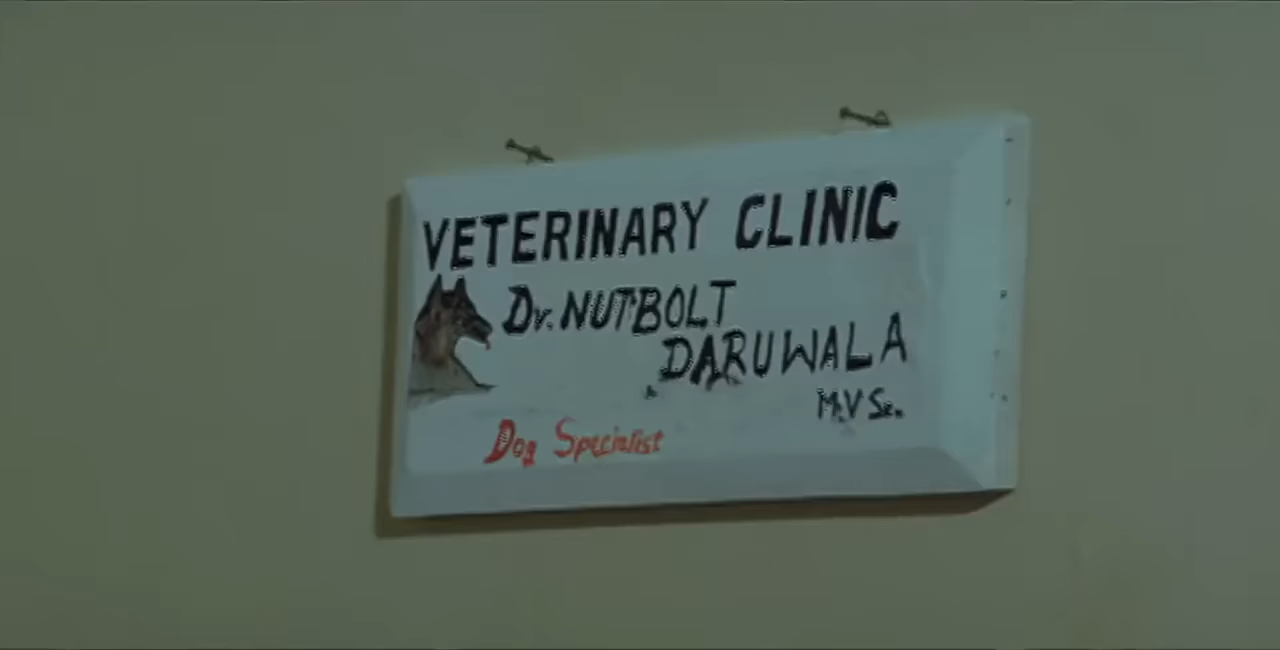 VETERINARY CLINIC
Dr. NUTBOLT
DARUWALA
M.V Sc.
Dog Specialist